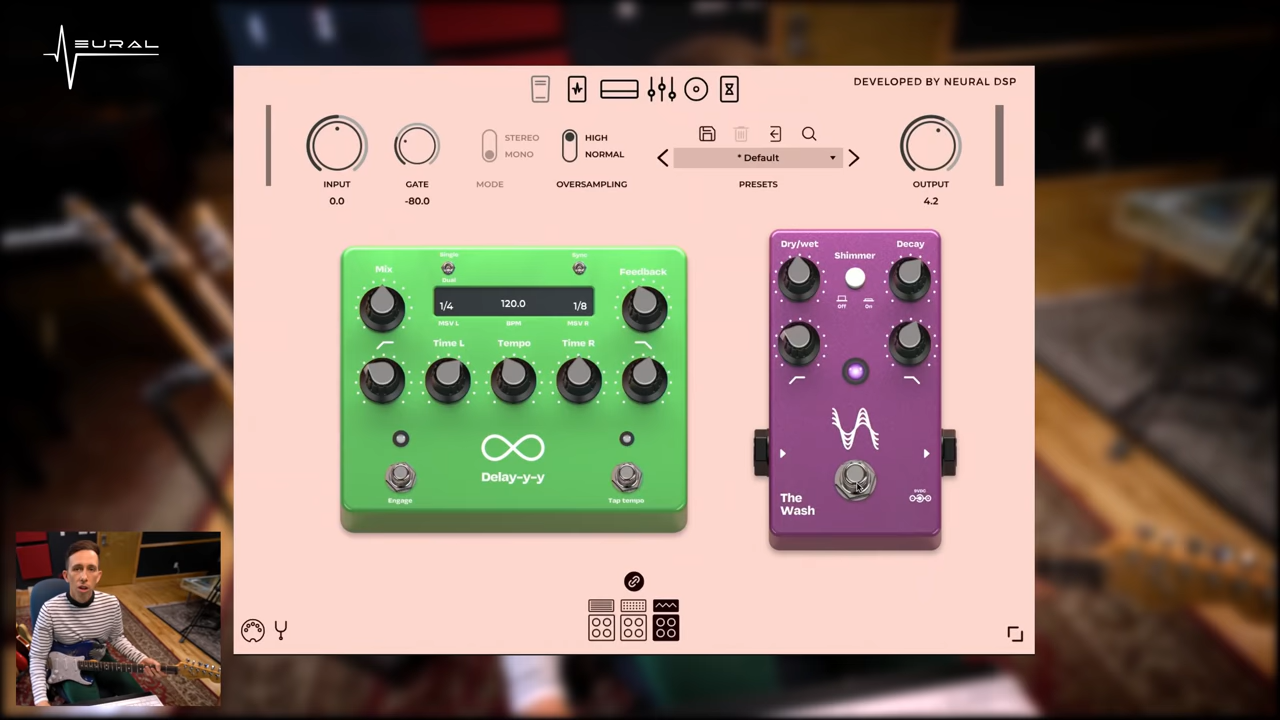 EURAL
DEVELOPED BY NEURAL DSP
STEREO
MONO
MODE
HIGH
NORMAL
OVERSAMPLING
* Default
PRESETS
INPUT
0.0
GATE
-80.0
OUTPUT
4.2
Mix
Single
Dual
Sync
Feedback
1/4
120.0
1/8
MSV L
BPM
MSV R
Time L
Tempo
Time R
Delay-y-y
Engage
Tap tempo
Dry/wet
Shimmer
Decay
Off
On
The
Wash
9VDC